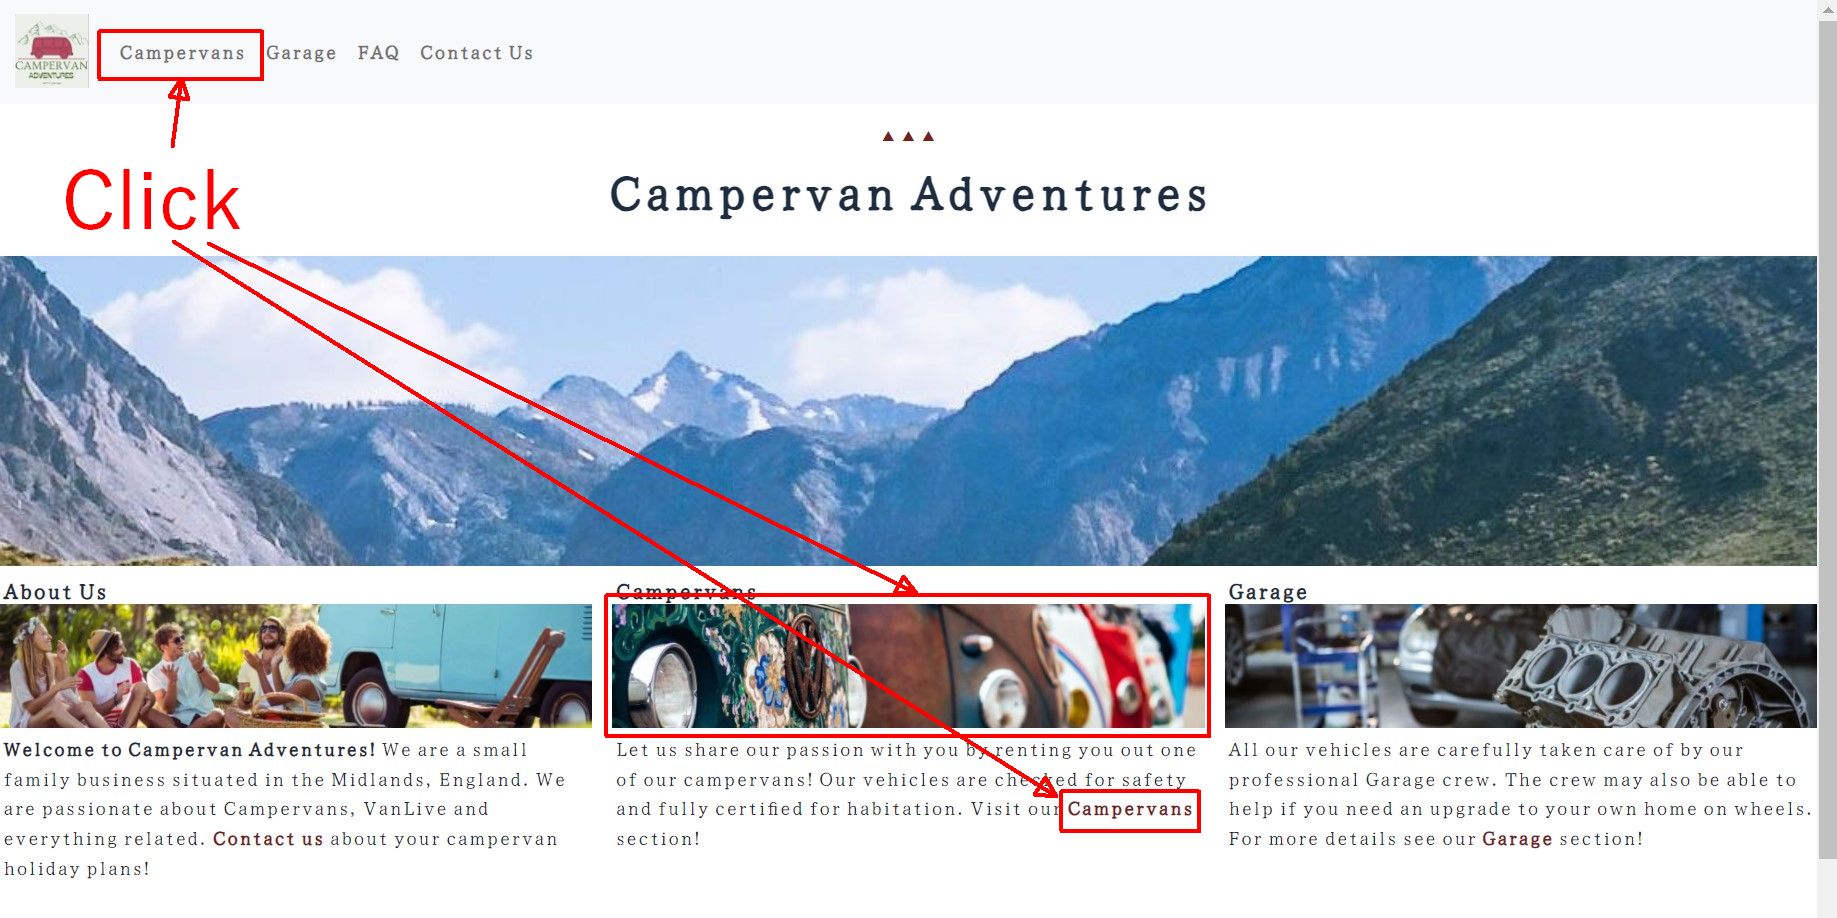 CAMPERVAN
ADVENTURES
Campervans Garage FAQ Contact Us
Click
Campervan Adventures
About Us
Welcome to Campervan Adventures! We are a small
family business situated in the Midlands, England. We
are passionate about Campervans, VanLive and
everything related. Contact us about your campervan
holiday plans!
Campervans
Let us share our passion with you by renting you out one
of our campervans! Our vehicles are checked for safety
and fully certified for habitation. Visit our Campervans
section!
Garage
All our vehicles are carefully taken care of by our
professional Garage crew. The crew may also be able to
help if you need an upgrade to your own home on wheels.
For more details see our Garage section!